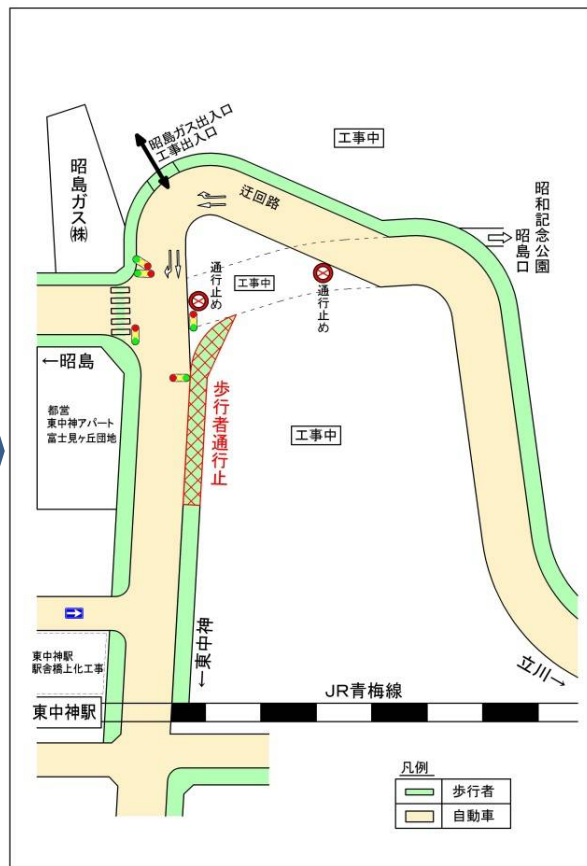 工事中
昭島ガス出入口
工事出入口
昭島ガス
㈱
迂回路
昭和記念公園
昭島口
通行止め
工事中
通行止め
←昭島
都営
東中神アパート
富士見ヶ丘団地
歩行者通行止
工事中
東中神駅
駅舎橋上化工事
←東中神
立川→
JR青梅線
東中神駅
凡例
歩行者
自動車